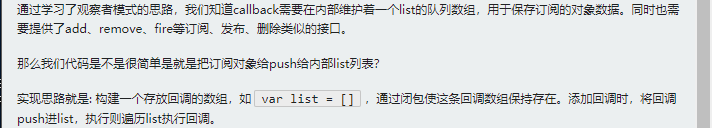 通过学习了观察者模式的思路，我们知道callback需要在内部维护着一个list的队列数组，用于保存订阅的对象数据。同时也需
要提供了add、remove、fire等订阅、发布、删除类似的接口。
那么我们代码是不是很简单是就是把订阅对象给push给内部list列表?
实现思路就是: 构建一个存放回调的数组，如 var list = [] ，通过闭包使这条回调数组保持存在。添加回调时，将回调
push进list，执行则遍历list执行回调。